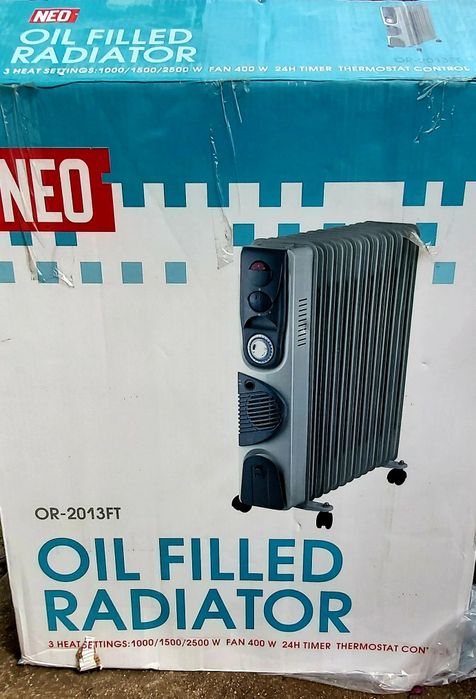 NEO
OIL FILLED
RADIATOR
3 HEAT SETTINGS:1000/1500/2500 W FAN 400 W 24H TIMER THERMOSTAT CONTROL
NEO
OR-2013FT
OIL FILLED
RADIATOR
3 HEAT SETTINGS:1000/1500/2500 W FAN 400 W 24H TIMER THERMOSTAT CON